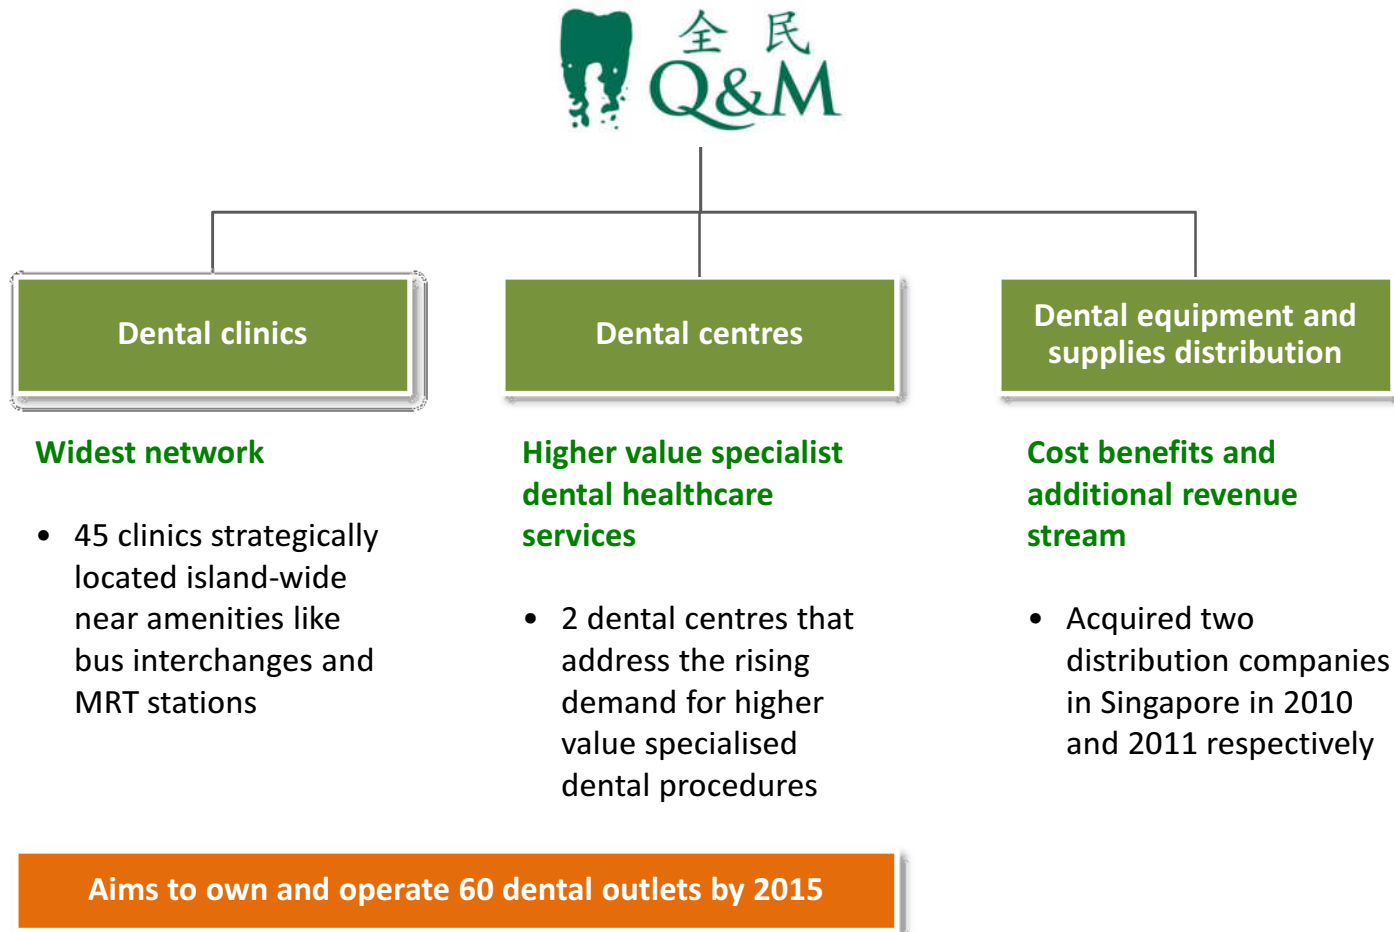 全民
Q&M
Dental clinics
Dental centres
Dental equipment and
supplies distribution
Widest network
• 45 clinics strategically
located island-wide
near amenities like
bus interchanges and
MRT stations
Higher value specialist
dental healthcare
services
• 2 dental centres that
address the rising
demand for higher
value specialised
dental procedures
Cost benefits and
additional revenue
stream
• Acquired two
distribution companies
in Singapore in 2010
and 2011 respectively
Aims to own and operate 60 dental outlets by 2015